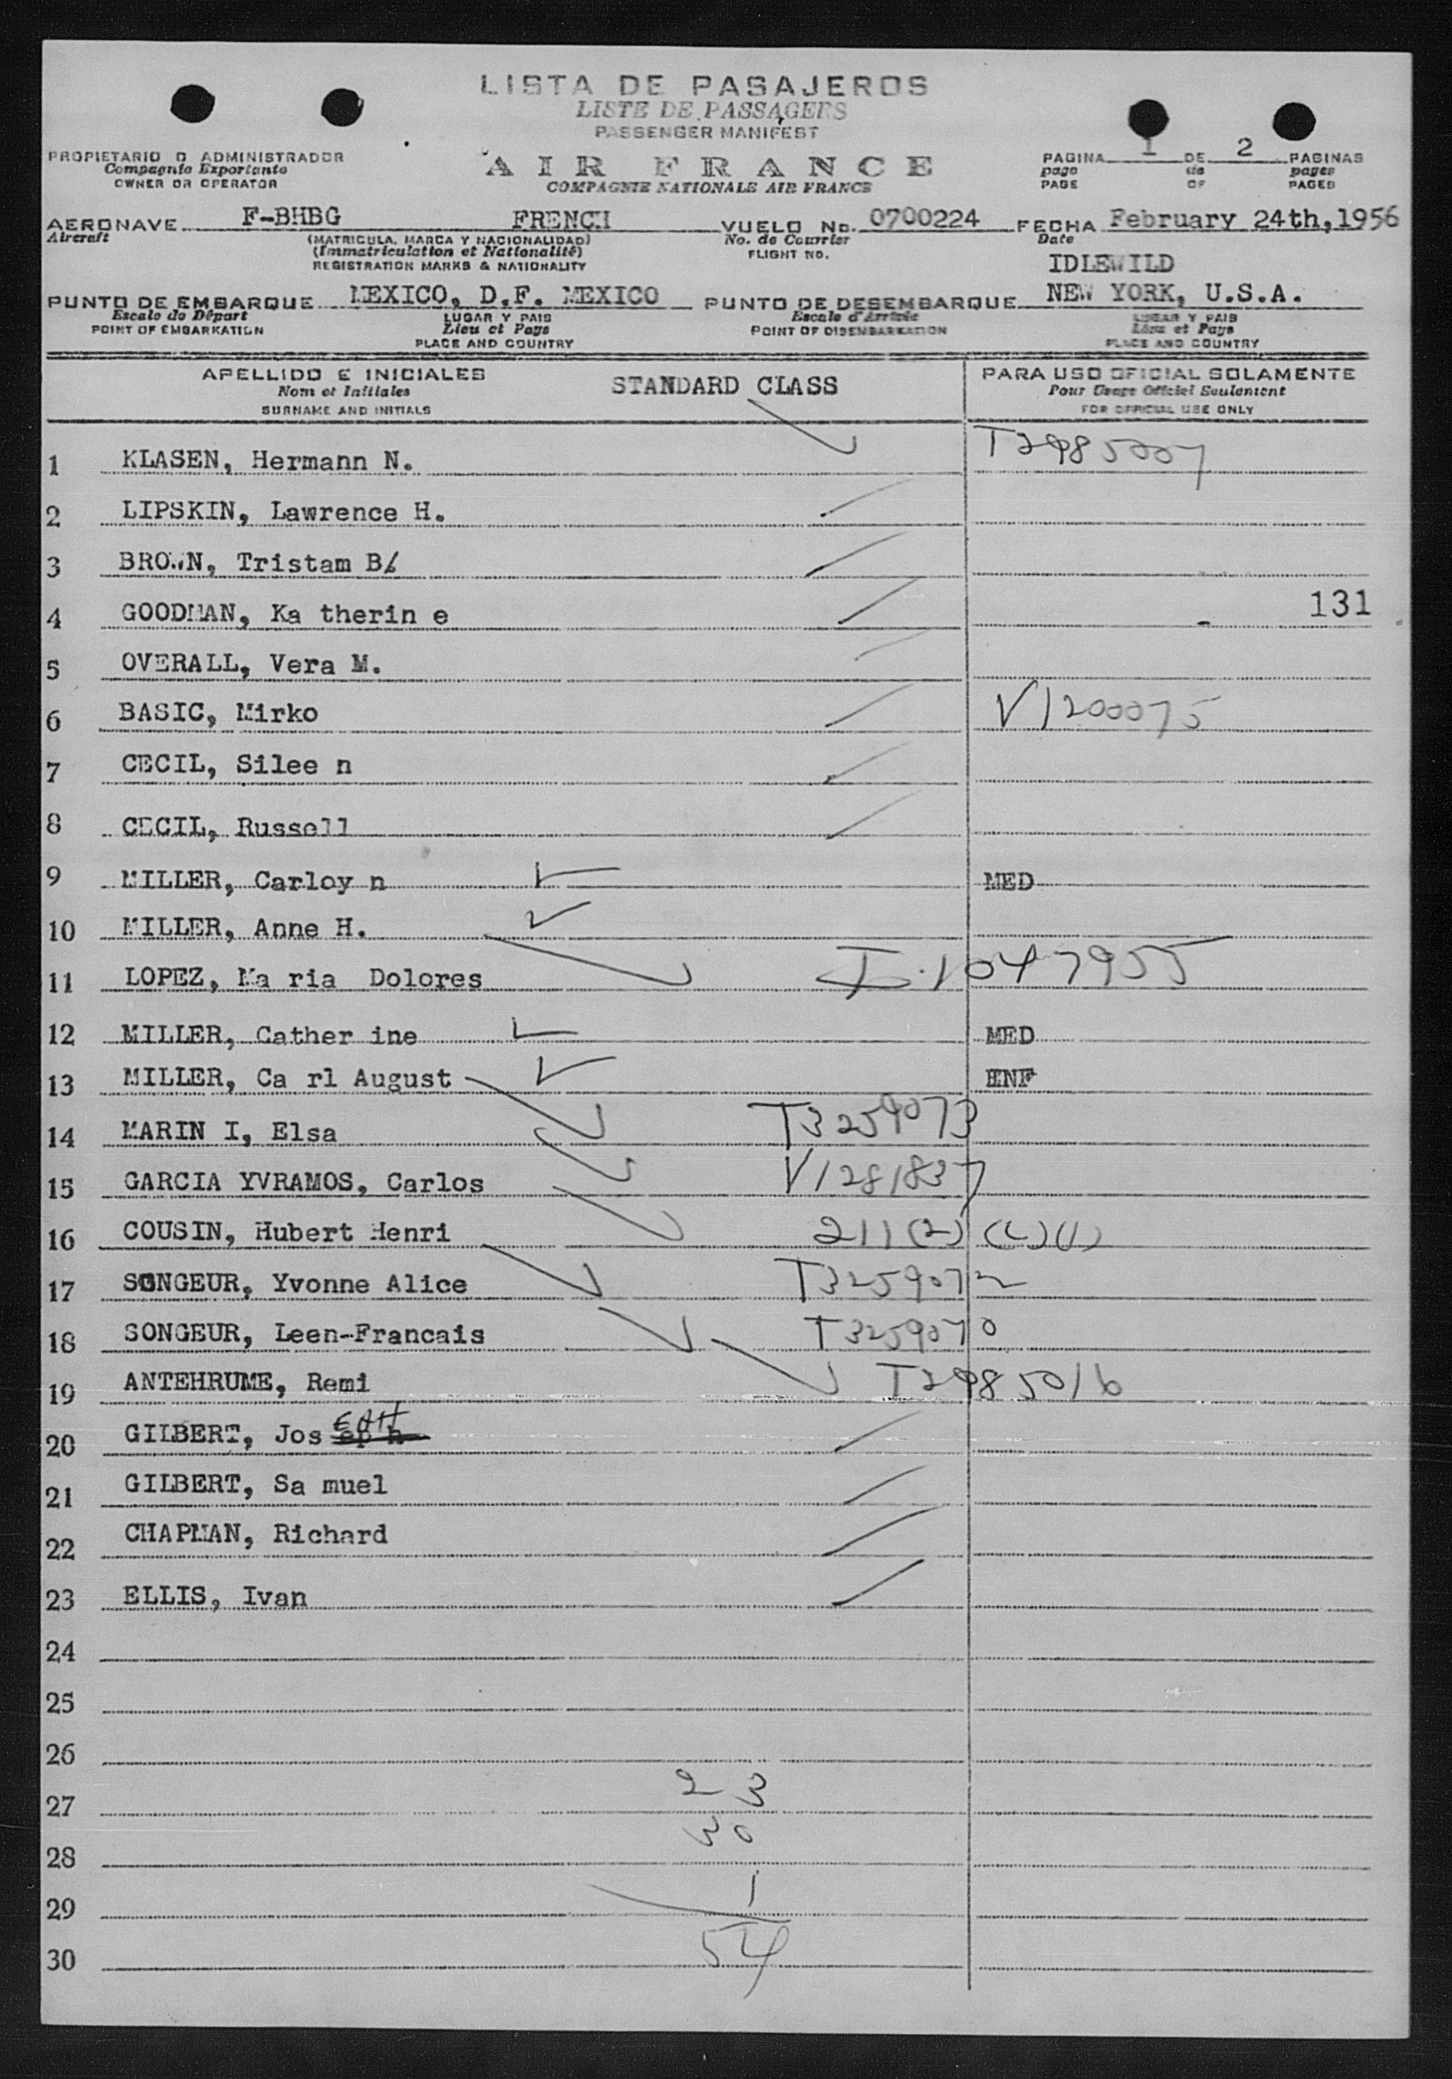 LISTA DE PASAJEROS
LISTE DE PASSAGERS
PASSENGER MANIFEST
PROPIETARIO O ADMINISTRADOR
Compagnie Exportante
OWNER OR OPERATOR
AIR FRANCE
COMPAGNIE NATIONALE AIR FRANCE
PAGINA 1 DE 2 PAGINAS
page de pages
PAGE OF PAGES
AERONAVE F-BHBG FRENCH VUELO No. 0700224 FECHA February 24th,1956
Aircraft (MATRICULA, MARCA Y NACIONALIDAD) No. de Courrier Date
(Immatriculation et Nationalité) FLIGHT NO.
REGISTRATION MARKS & NATIONALITY
IDLEWILD
PUNTO DE EMBARQUE MEXICO, D.F. MEXICO PUNTO DE DESEMBARQUE NEW YORK, U.S.A.
Escale de Départ LUGAR Y PAIS Escale d'Arrivée LUGAR Y PAIS
POINT OF EMBARKATION Lieu et Pays POINT OF DISEMBARKATION Lieu et Pays
PLACE AND COUNTRY PLACE AND COUNTRY
APELLIDO E INICIALES STANDARD CLASS PARA USO OFICIAL SOLAMENTE
Nom et Initiales Pour Usage Officiel Seulement
SURNAME AND INITIALS FOR OFFICIAL USE ONLY
1 KLASEN, Hermann N. T2985007
2 LIPSKIN, Lawrence H.
3 BROWN, Tristam B.
4 GOODMAN, Ka therin e 131
5 OVERALL, Vera M.
6 BASIC, Mirko V1200075
7 CECIL, Silee n
8 CECIL, Russell
9 MILLER, Carloy n MED
10 MILLER, Anne H.
11 LOPEZ, Ma ria Dolores I.1047955
12 MILLER, Cather ine MED
13 MILLER, Ca rl August ENF
14 MARIN I, Elsa T3259073
15 GARCIA YVRAMOS, Carlos V1281837
16 COUSIN, Hubert Henri 211(2) (L)(1)
17 SONGEUR, Yvonne Alice T3259072
18 SONGEUR, Leen-Francais T3259070
19 ANTEHRUME, Remi T2985016
20 GILBERT, Jos EPH
21 GILBERT, Sa muel
22 CHAPMAN, Richard
23 ELLIS, Ivan
24
25
26
27 23
28 30
29 1
30 54